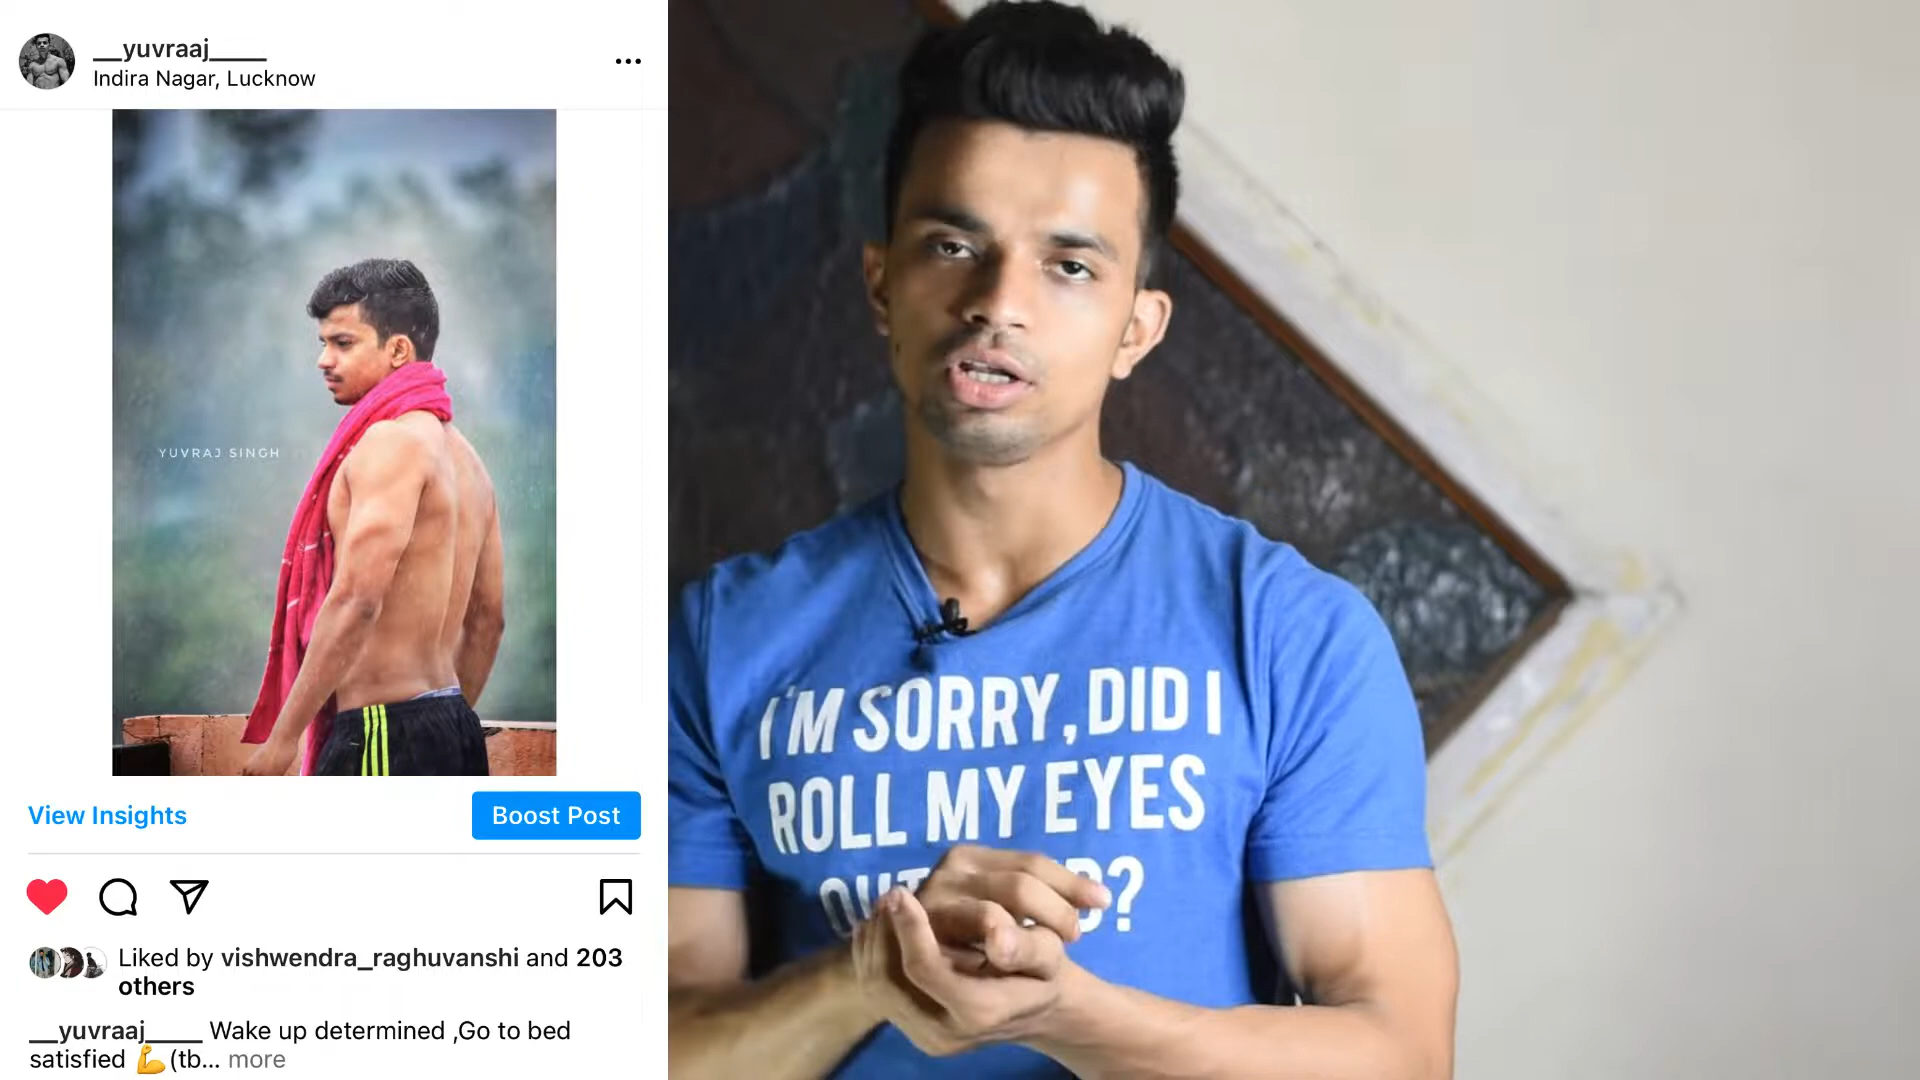 __yuvraaj____
Indira Nagar, Lucknow
YUVRAJ SINGH
View Insights
Boost Post
Liked by vishwendra_raghuvanshi and 203
others
__yuvraaj____ Wake up determined ,Go to bed
satisfied 💪(tb... more
I'M SORRY, DID I
ROLL MY EYES
?